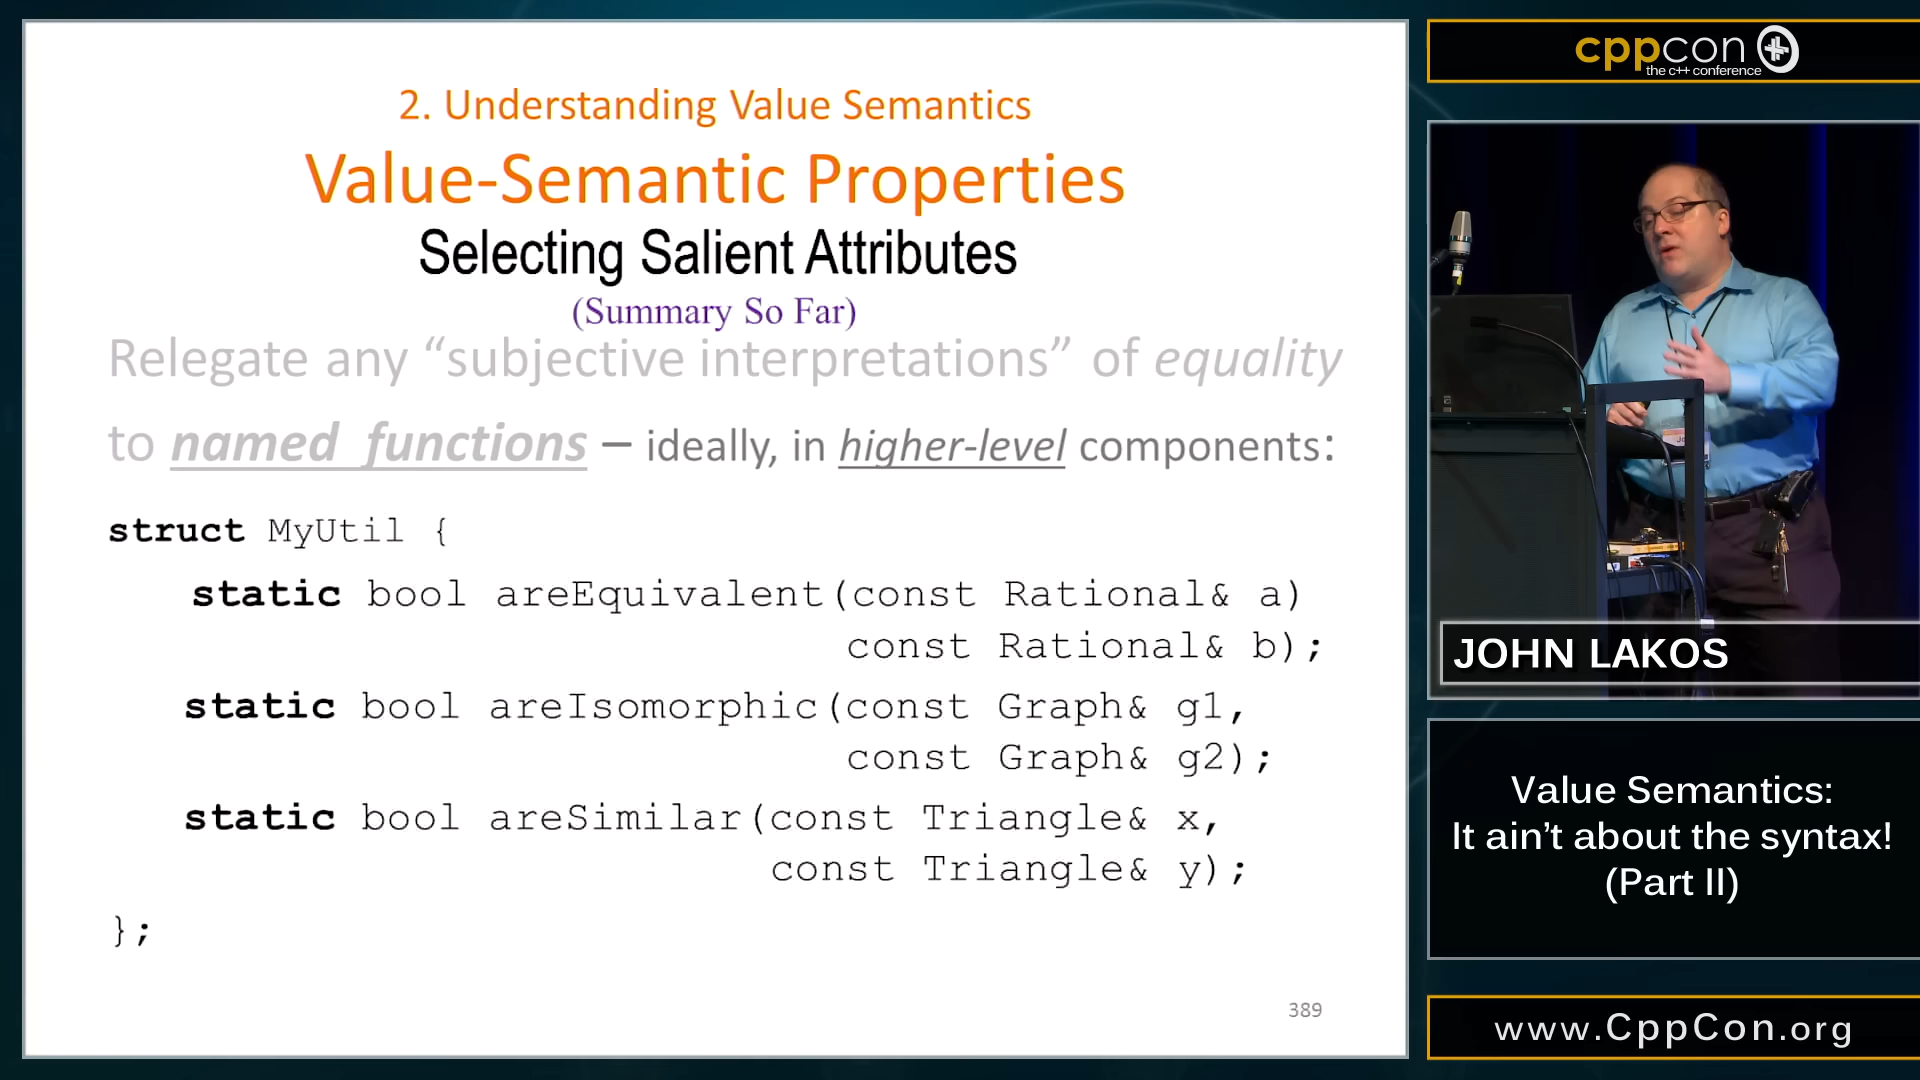 2. Understanding Value Semantics
Value-Semantic Properties
Selecting Salient Attributes
(Summary So Far)
Relegate any “subjective interpretations” of equality
to named functions – ideally, in higher-level components:
struct MyUtil {
static bool areEquivalent(const Rational& a)
const Rational& b);
static bool areIsomorphic(const Graph& g1,
const Graph& g2);
static bool areSimilar(const Triangle& x,
const Triangle& y);
};
389
cppcon
the c++ conference
JOHN LAKOS
Value Semantics:
It ain’t about the syntax!
(Part II)
www.CppCon.org